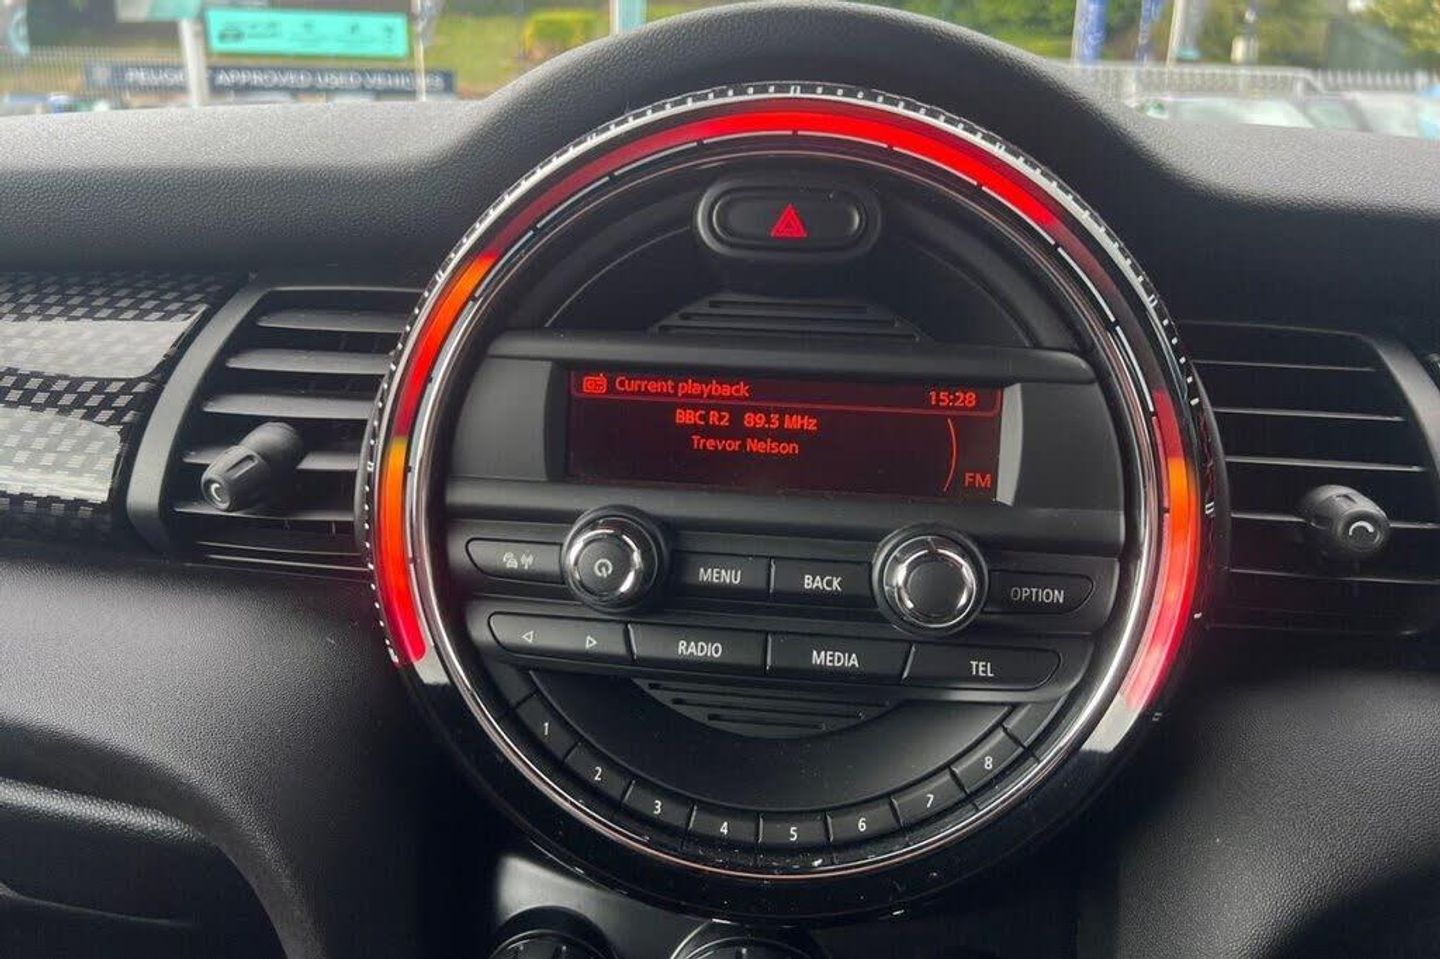 PEUGEOT APPROVED USED VEHICLES
Current playback 15:28
BBC R2 89.3 MHz
Trevor Nelson
FM
MENU
BACK
OPTION
RADIO
MEDIA
TEL
1
2
3
4
5
6
7
8